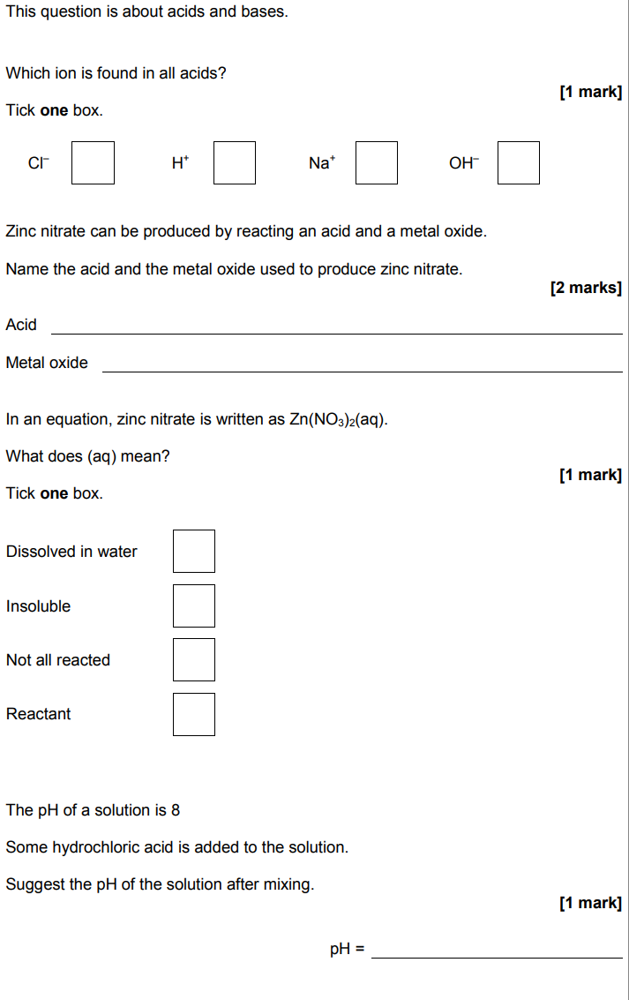 This question is about acids and bases.
Which ion is found in all acids?
[1 mark]
Tick one box.
Cl⁻ H⁺ Na⁺ OH⁻
Zinc nitrate can be produced by reacting an acid and a metal oxide.
Name the acid and the metal oxide used to produce zinc nitrate.
[2 marks]
Acid
Metal oxide
In an equation, zinc nitrate is written as Zn(NO₃)₂(aq).
What does (aq) mean?
[1 mark]
Tick one box.
Dissolved in water
Insoluble
Not all reacted
Reactant
The pH of a solution is 8
Some hydrochloric acid is added to the solution.
Suggest the pH of the solution after mixing.
[1 mark]
pH =